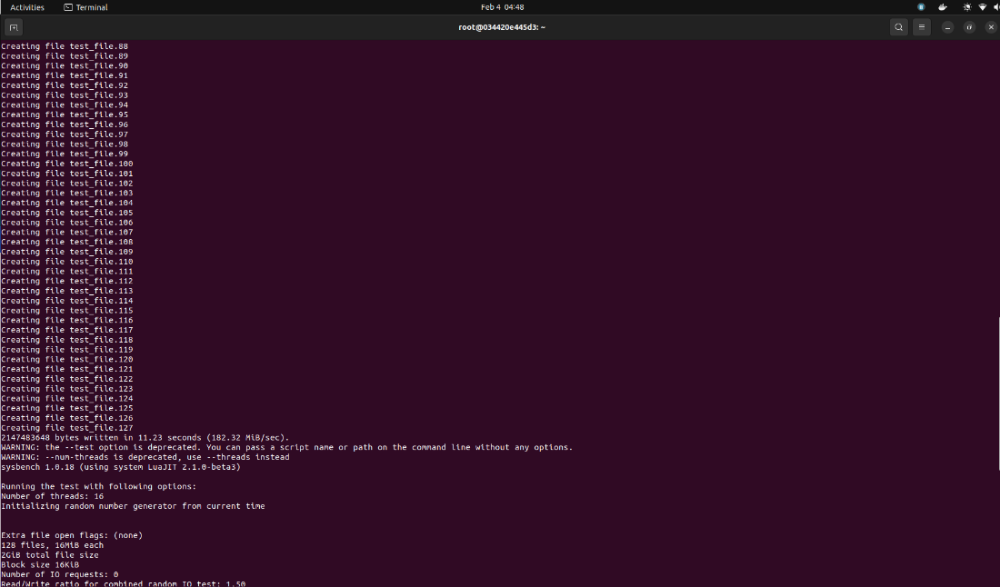 Activities
Terminal
Feb 4 04:48
root@034420e445d3: ~
Creating file test_file.88
Creating file test_file.89
Creating file test_file.90
Creating file test_file.91
Creating file test_file.92
Creating file test_file.93
Creating file test_file.94
Creating file test_file.95
Creating file test_file.96
Creating file test_file.97
Creating file test_file.98
Creating file test_file.99
Creating file test_file.100
Creating file test_file.101
Creating file test_file.102
Creating file test_file.103
Creating file test_file.104
Creating file test_file.105
Creating file test_file.106
Creating file test_file.107
Creating file test_file.108
Creating file test_file.109
Creating file test_file.110
Creating file test_file.111
Creating file test_file.112
Creating file test_file.113
Creating file test_file.114
Creating file test_file.115
Creating file test_file.116
Creating file test_file.117
Creating file test_file.118
Creating file test_file.119
Creating file test_file.120
Creating file test_file.121
Creating file test_file.122
Creating file test_file.123
Creating file test_file.124
Creating file test_file.125
Creating file test_file.126
Creating file test_file.127
2147483648 bytes written in 11.23 seconds (182.32 MiB/sec).
WARNING: the --test option is deprecated. You can pass a script name or path on the command line without any options.
WARNING: --num-threads is deprecated, use --threads instead
sysbench 1.0.18 (using system LuaJIT 2.1.0-beta3)
Running the test with following options:
Number of threads: 16
Initializing random number generator from current time
Extra file open flags: (none)
128 files, 16MiB each
2GiB total file size
Block size 16KiB
Number of IO requests: 0
Read/Write ratio for combined random IO test: 1.50